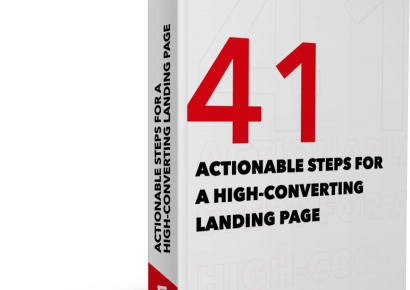 ACTIONABLE STEPS FOR A
HIGH-CONVERTING LANDING PAGE
41
ACTIONABLE STEPS FOR
A HIGH-CONVERTING
LANDING PAGE